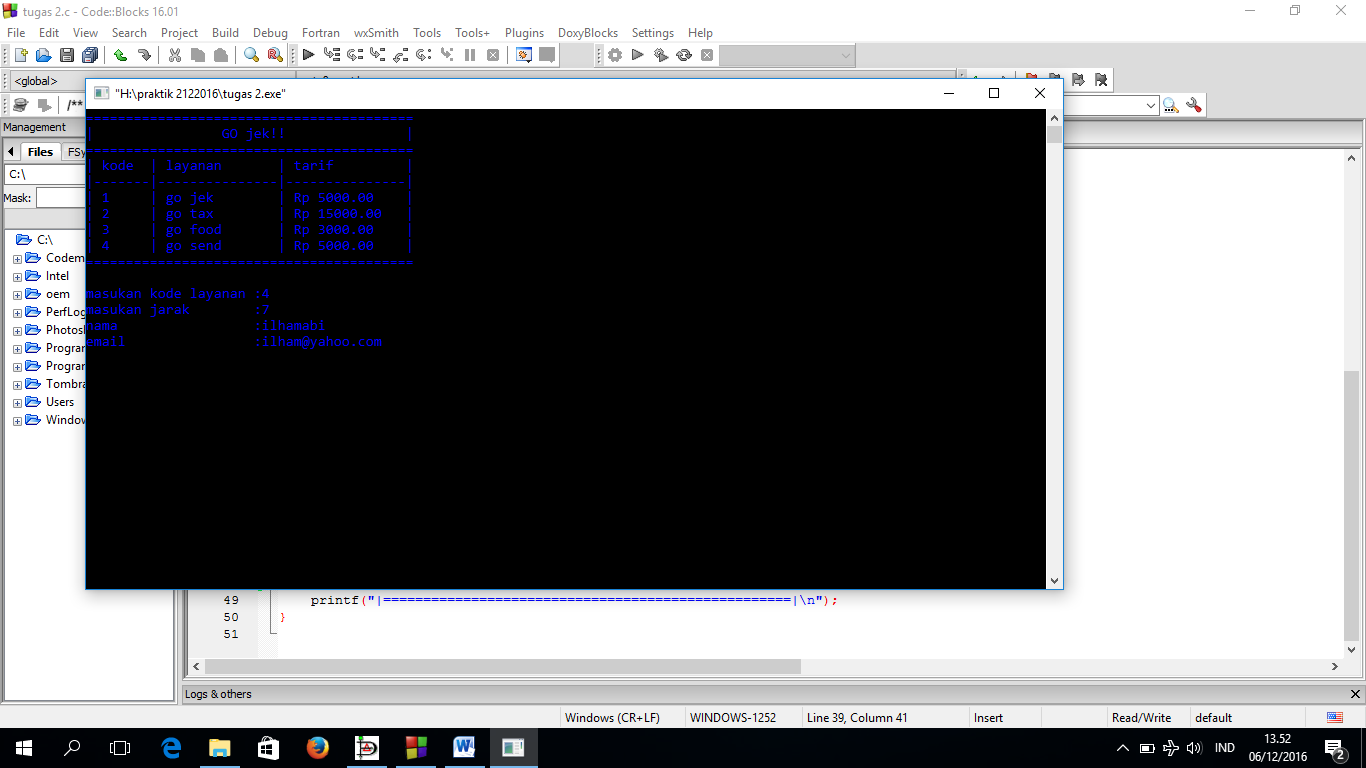 tugas 2.c - Code::Blocks 16.01
File Edit View Search Project Build Debug Fortran wxSmith Tools Tools+ Plugins DoxyBlocks Settings Help
<global>
/**
"H:\praktik 2122016\tugas 2.exe"
Management
Files FSy
C:\
Mask:
C:\
Codem
Intel
oem
PerfLog
Photos
Progra
Progra
Tombra
Users
Window
=========================================
| GO jek!! |
=========================================
| kode | layanan | tarif |
|-------|---------------|---------------|
| 1 | go jek | Rp 5000.00 |
| 2 | go tax | Rp 15000.00 |
| 3 | go food | Rp 3000.00 |
| 4 | go send | Rp 5000.00 |
=========================================
masukan kode layanan :4
masukan jarak :7
nama :ilhamabi
email :ilham@yahoo.com
49 printf("|===================================================|\n");
50 }
51
Logs & others
Windows (CR+LF) WINDOWS-1252 Line 39, Column 41 Insert Read/Write default
IND 13.52
06/12/2016 2